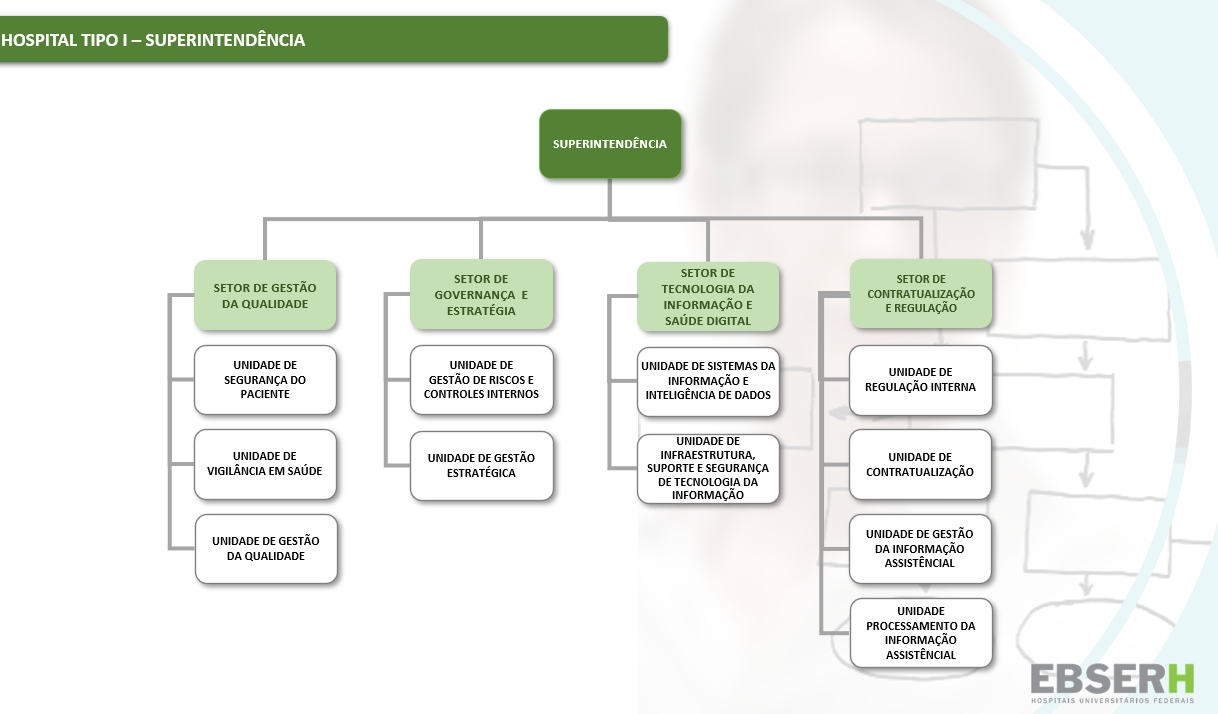 HOSPITAL TIPO I – SUPERINTENDÊNCIA
SUPERINTENDÊNCIA
SETOR DE GESTÃO
DA QUALIDADE
UNIDADE DE
SEGURANÇA DO
PACIENTE
UNIDADE DE
VIGILÂNCIA EM SAÚDE
UNIDADE DE GESTÃO
DA QUALIDADE
SETOR DE
GOVERNANÇA E
ESTRATÉGIA
UNIDADE DE
GESTÃO DE RISCOS E
CONTROLES INTERNOS
UNIDADE DE GESTÃO
ESTRATÉGICA
SETOR DE
TECNOLOGIA DA
INFORMAÇÃO E
SAÚDE DIGITAL
UNIDADE DE SISTEMAS DA
INFORMAÇÃO E
INTELIGÊNCIA DE DADOS
UNIDADE DE
INFRAESTRUTURA,
SUPORTE E SEGURANÇA
DE TECNOLOGIA DA
INFORMAÇÃO
SETOR DE
CONTRATUALIZAÇÃO
E REGULAÇÃO
UNIDADE DE
REGULAÇÃO INTERNA
UNIDADE DE
CONTRATUALIZAÇÃO
UNIDADE DE GESTÃO
DA INFORMAÇÃO
ASSISTÊNCIAL
UNIDADE
PROCESSAMENTO DA
INFORMAÇÃO
ASSISTÊNCIAL
EBSERH
HOSPITAIS UNIVERSITÁRIOS FEDERAIS